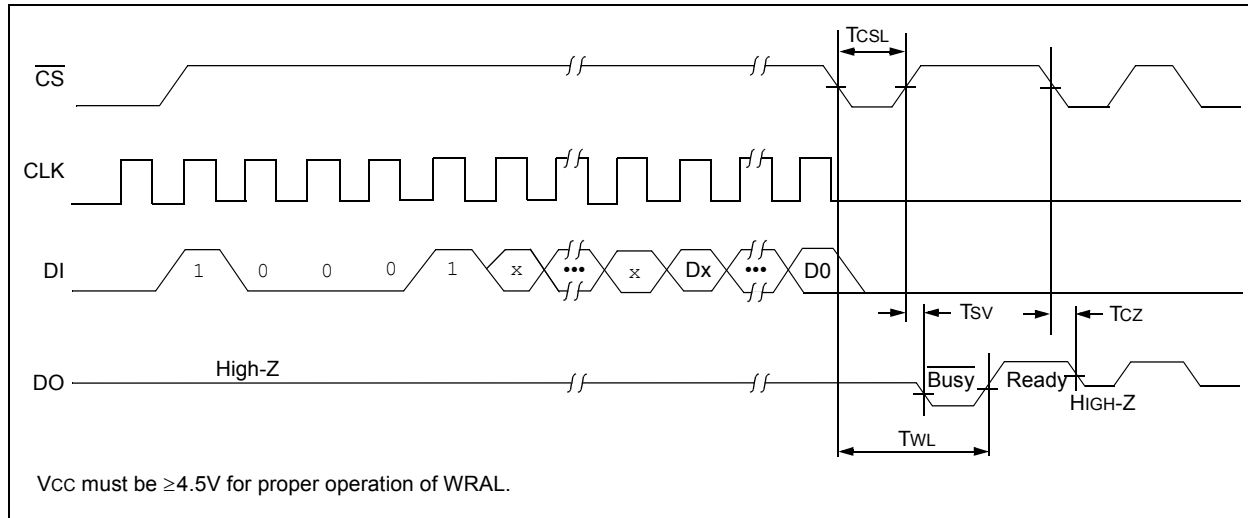 TCSL
CS
CLK
DI 1 0 0 0 1 x ••• x Dx ••• D0
TSV TCZ
High-Z
DO Busy Ready
HIGH-Z
TWL
VCC must be ≥4.5V for proper operation of WRAL.